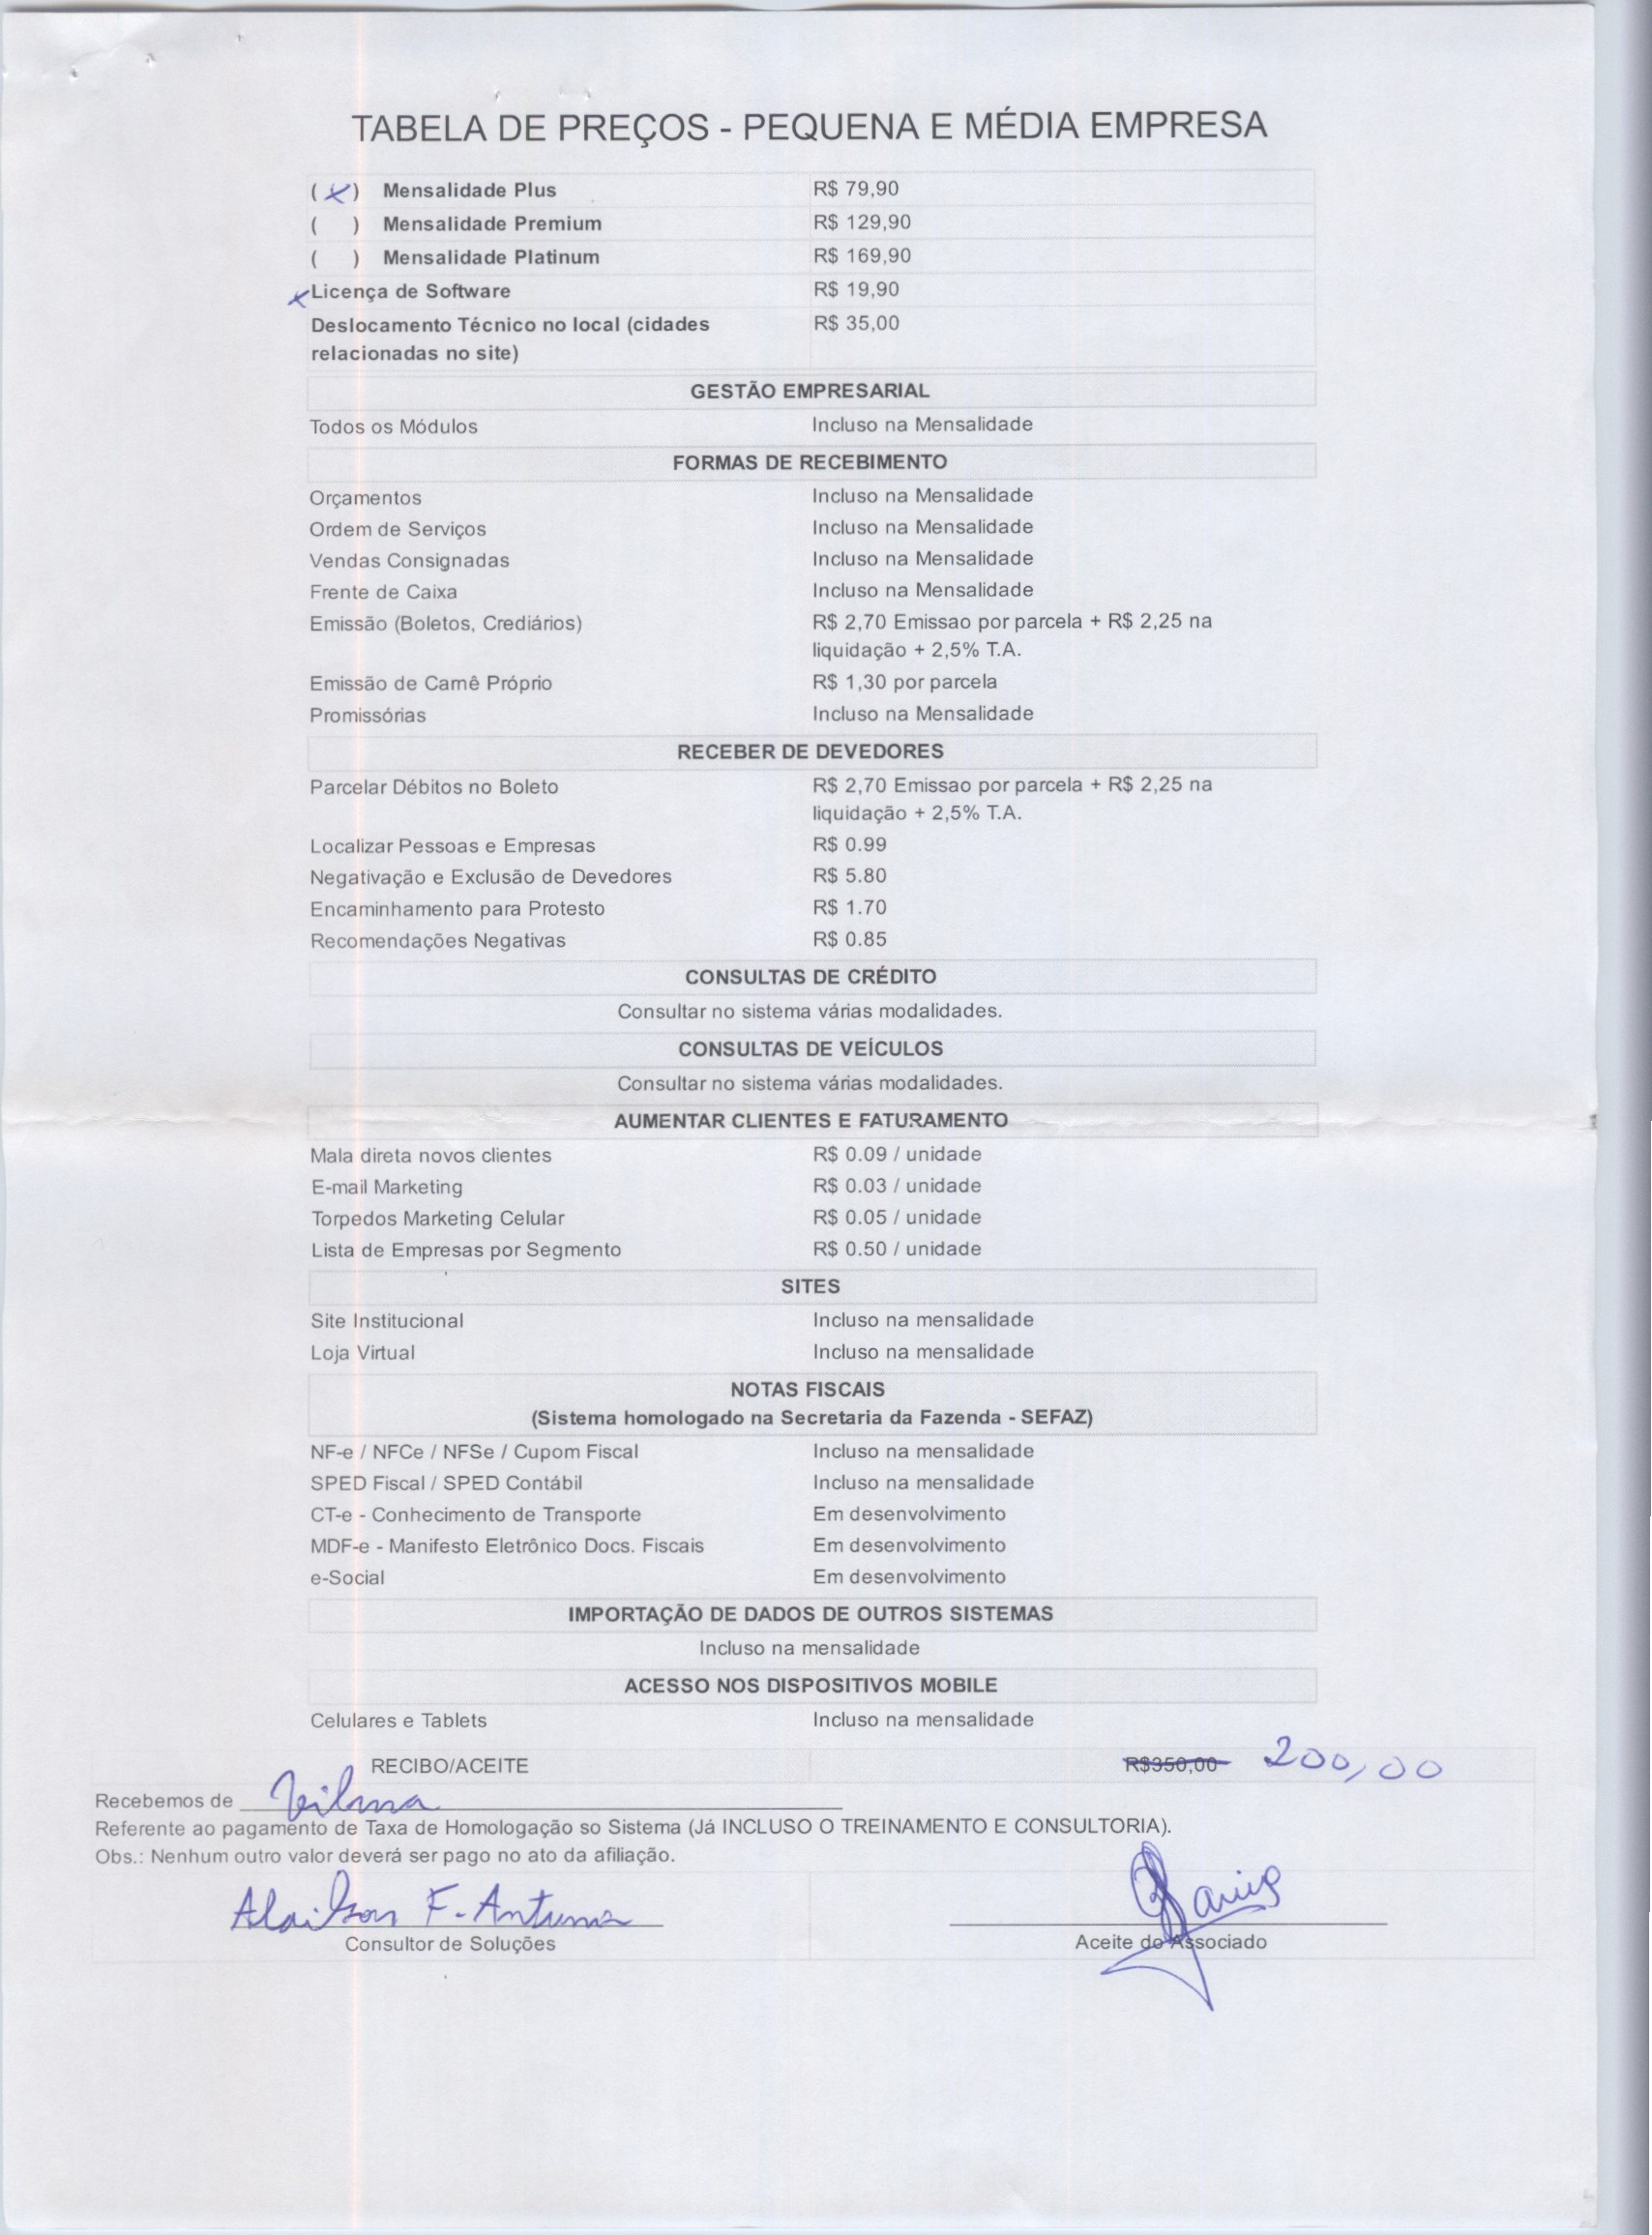 TABELA DE PREÇOS - PEQUENA E MÉDIA EMPRESA
(x) Mensalidade Plus R$ 79,90
( ) Mensalidade Premium R$ 129,90
( ) Mensalidade Platinum R$ 169,90
x Licença de Software R$ 19,90
Deslocamento Técnico no local (cidades R$ 35,00
relacionadas no site)
GESTÃO EMPRESARIAL
Todos os Módulos Incluso na Mensalidade
FORMAS DE RECEBIMENTO
Orçamentos Incluso na Mensalidade
Ordem de Serviços Incluso na Mensalidade
Vendas Consignadas Incluso na Mensalidade
Frente de Caixa Incluso na Mensalidade
Emissão (Boletos, Crediários) R$ 2,70 Emissao por parcela + R$ 2,25 na
liquidação + 2,5% T.A.
Emissão de Carnê Próprio R$ 1,30 por parcela
Promissórias Incluso na Mensalidade
RECEBER DE DEVEDORES
Parcelar Débitos no Boleto R$ 2,70 Emissao por parcela + R$ 2,25 na
liquidação + 2,5% T.A.
Localizar Pessoas e Empresas R$ 0.99
Negativação e Exclusão de Devedores R$ 5.80
Encaminhamento para Protesto R$ 1.70
Recomendações Negativas R$ 0.85
CONSULTAS DE CRÉDITO
Consultar no sistema várias modalidades.
CONSULTAS DE VEÍCULOS
Consultar no sistema várias modalidades.
AUMENTAR CLIENTES E FATURAMENTO
Mala direta novos clientes R$ 0.09 / unidade
E-mail Marketing R$ 0.03 / unidade
Torpedos Marketing Celular R$ 0.05 / unidade
Lista de Empresas por Segmento R$ 0.50 / unidade
SITES
Site Institucional Incluso na mensalidade
Loja Virtual Incluso na mensalidade
NOTAS FISCAIS
(Sistema homologado na Secretaria da Fazenda - SEFAZ)
NF-e / NFCe / NFSe / Cupom Fiscal Incluso na mensalidade
SPED Fiscal / SPED Contábil Incluso na mensalidade
CT-e - Conhecimento de Transporte Em desenvolvimento
MDF-e - Manifesto Eletrônico Docs. Fiscais Em desenvolvimento
e-Social Em desenvolvimento
IMPORTAÇÃO DE DADOS DE OUTROS SISTEMAS
Incluso na mensalidade
ACESSO NOS DISPOSITIVOS MOBILE
Celulares e Tablets Incluso na mensalidade
RECIBO/ACEITE R$350,00 200,00
Recebemos de Vilma
Referente ao pagamento de Taxa de Homologação so Sistema (Já INCLUSO O TREINAMENTO E CONSULTORIA).
Obs.: Nenhum outro valor deverá ser pago no ato da afiliação.
F. Antunes
Consultor de Soluções Aceite do Associado